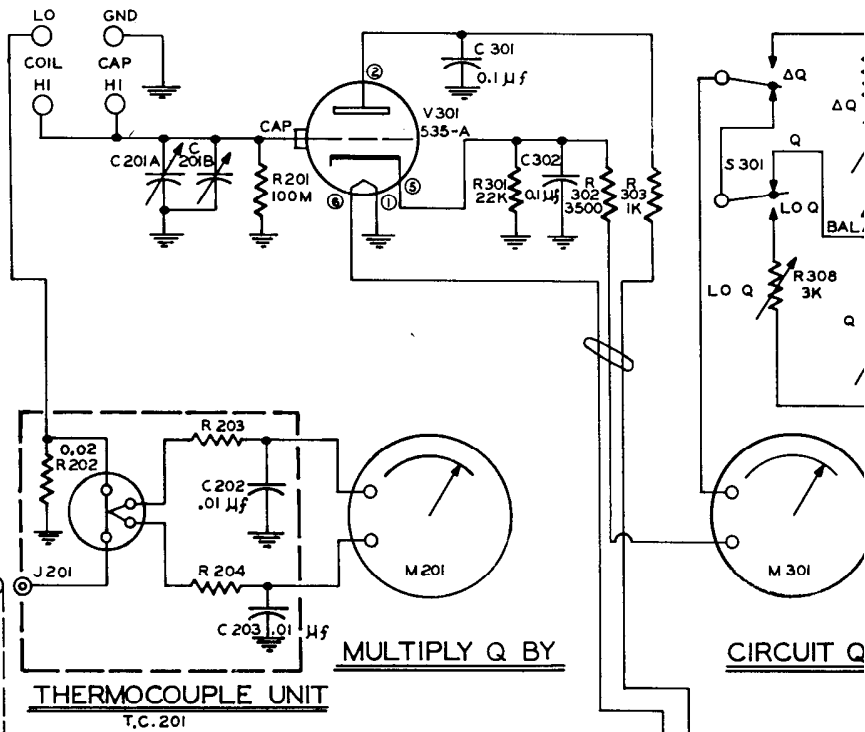 LO GND
COIL CAP
HI HI
C 301
0.1 µf
②
V301
535-A
CAP
C201A
C
201B
R201
100M
⑥
①
⑤
R301
22K
C302
0.1µf
R
302
3500
R
303
1K
ΔQ
ΔQ
S 301
Q
LO Q
BALA
LO Q
R308
3K
Q
0.02
R202
R 203
C 202
.01 µf
J 201
R 204
C 203 .01 µf
M 201
M 301
MULTIPLY Q BY
CIRCUIT Q
THERMOCOUPLE UNIT
T.C. 201